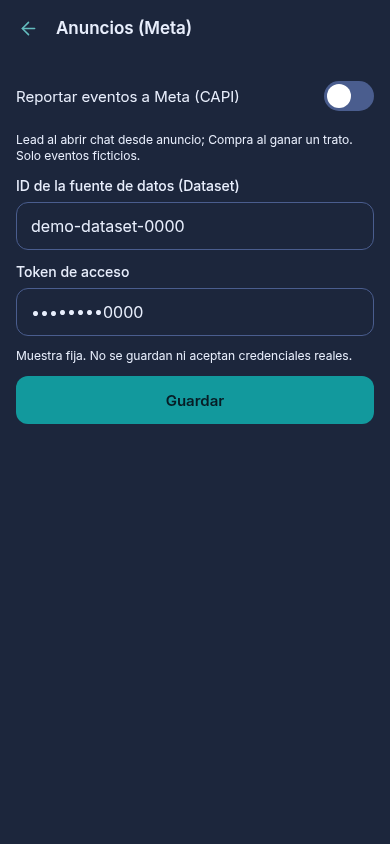 Anuncios (Meta)
Reportar eventos a Meta (CAPI)
Lead al abrir chat desde anuncio; Compra al ganar un trato.
Solo eventos ficticios.
ID de la fuente de datos (Dataset)
demo-dataset-0000
Token de acceso
••••••••0000
Muestra fija. No se guardan ni aceptan credenciales reales.
Guardar